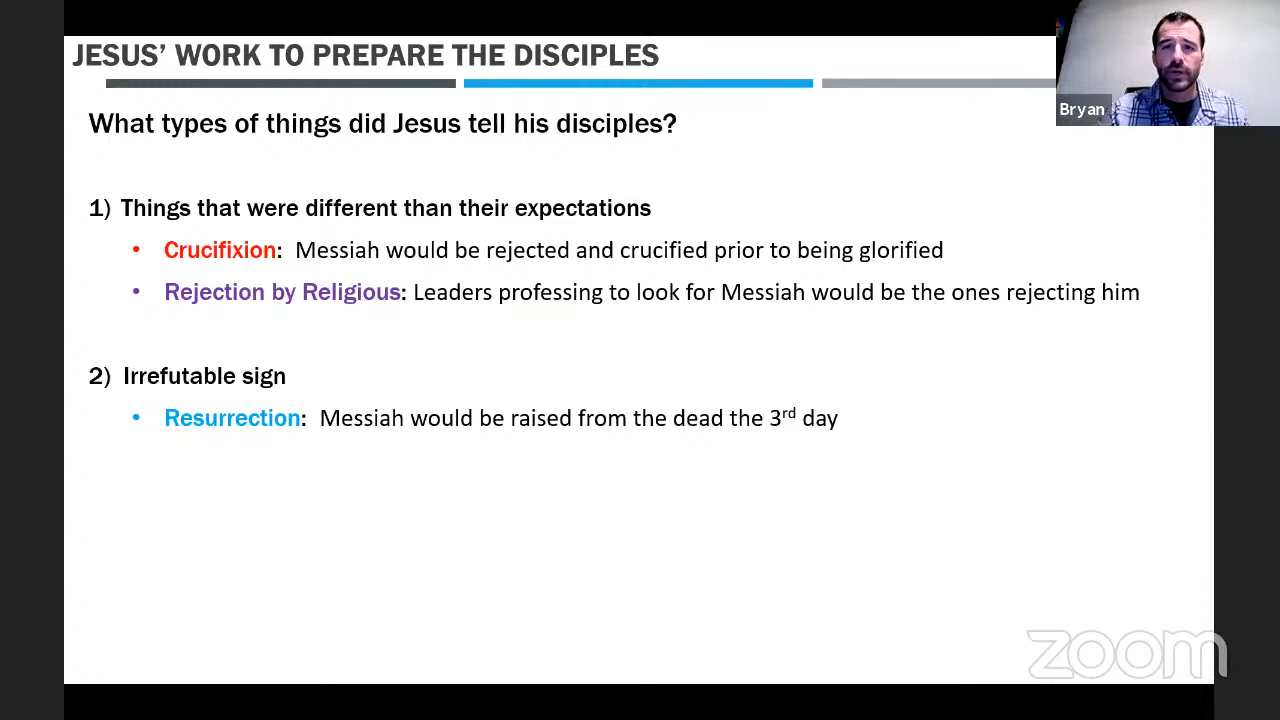 JESUS’ WORK TO PREPARE THE DISCIPLES
Bryan
What types of things did Jesus tell his disciples?
1) Things that were different than their expectations
• Crucifixion: Messiah would be rejected and crucified prior to being glorified
• Rejection by Religious: Leaders professing to look for Messiah would be the ones rejecting him
2) Irrefutable sign
• Resurrection: Messiah would be raised from the dead the 3rd day
zoom